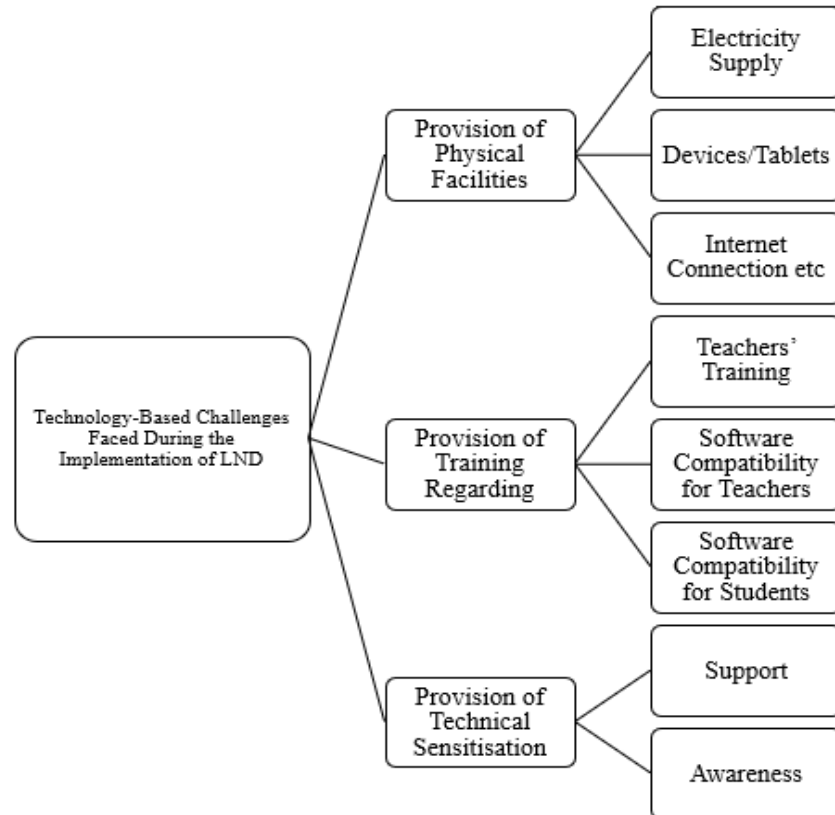 Technology-Based Challenges
Faced During the
Implementation of LND
Provision of
Physical
Facilities
Electricity
Supply
Devices/Tablets
Internet
Connection etc
Provision of
Training
Regarding
Teachers’
Training
Software
Compatibility
for Teachers
Software
Compatibility
for Students
Provision of
Technical
Sensitisation
Support
Awareness